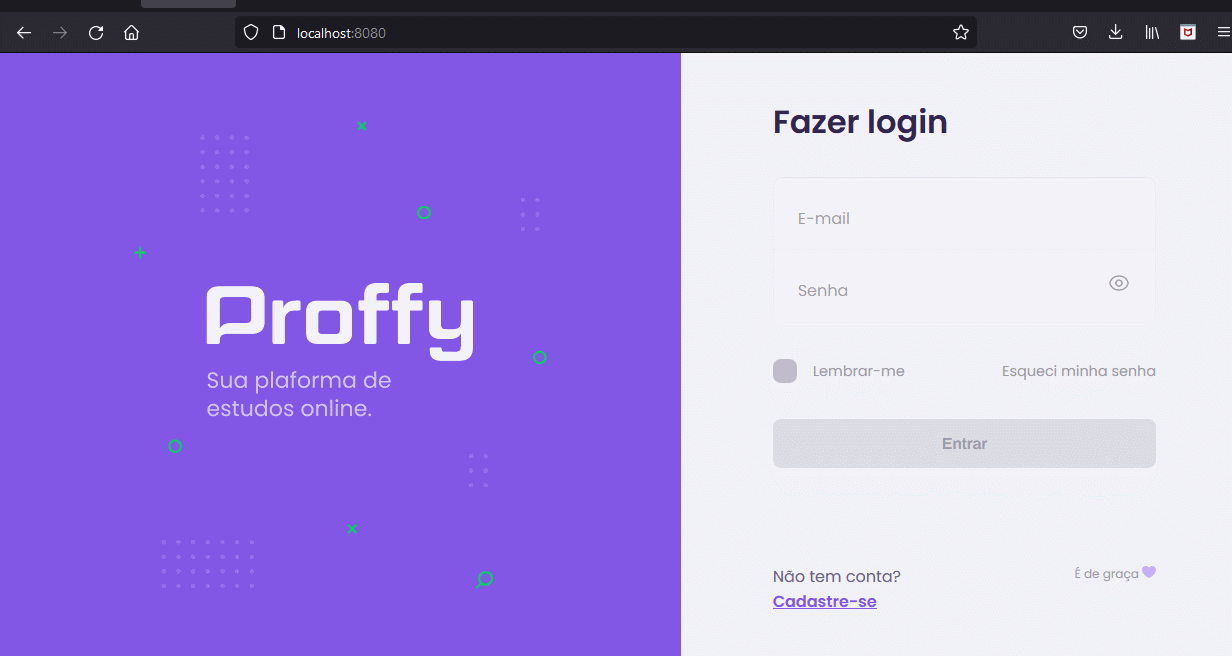 localhost:8080
Proffy
Sua plaforma de
estudos online.
Fazer login
E-mail
Senha
Lembrar-me
Esqueci minha senha
Entrar
Não tem conta?
Cadastre-se
É de graça